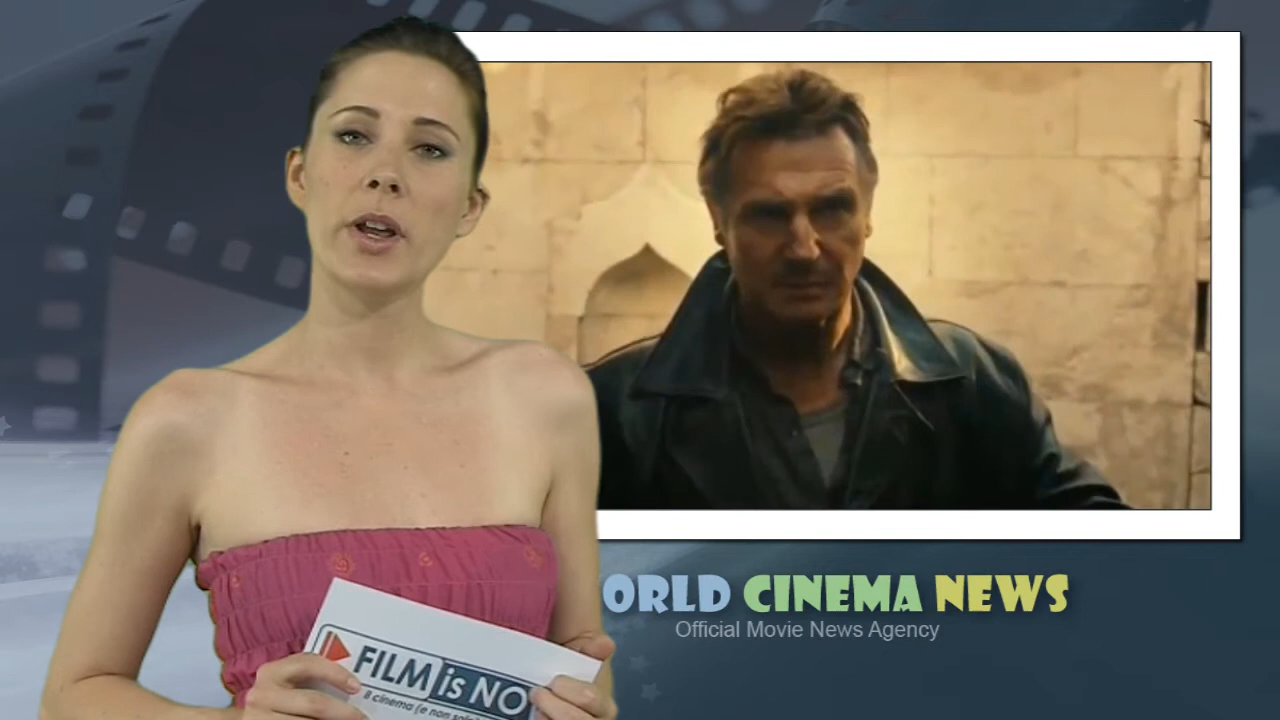 ORLD CINEMA NEWS
Official Movie News Agency
FILM is NO
Il cinema (e non solo